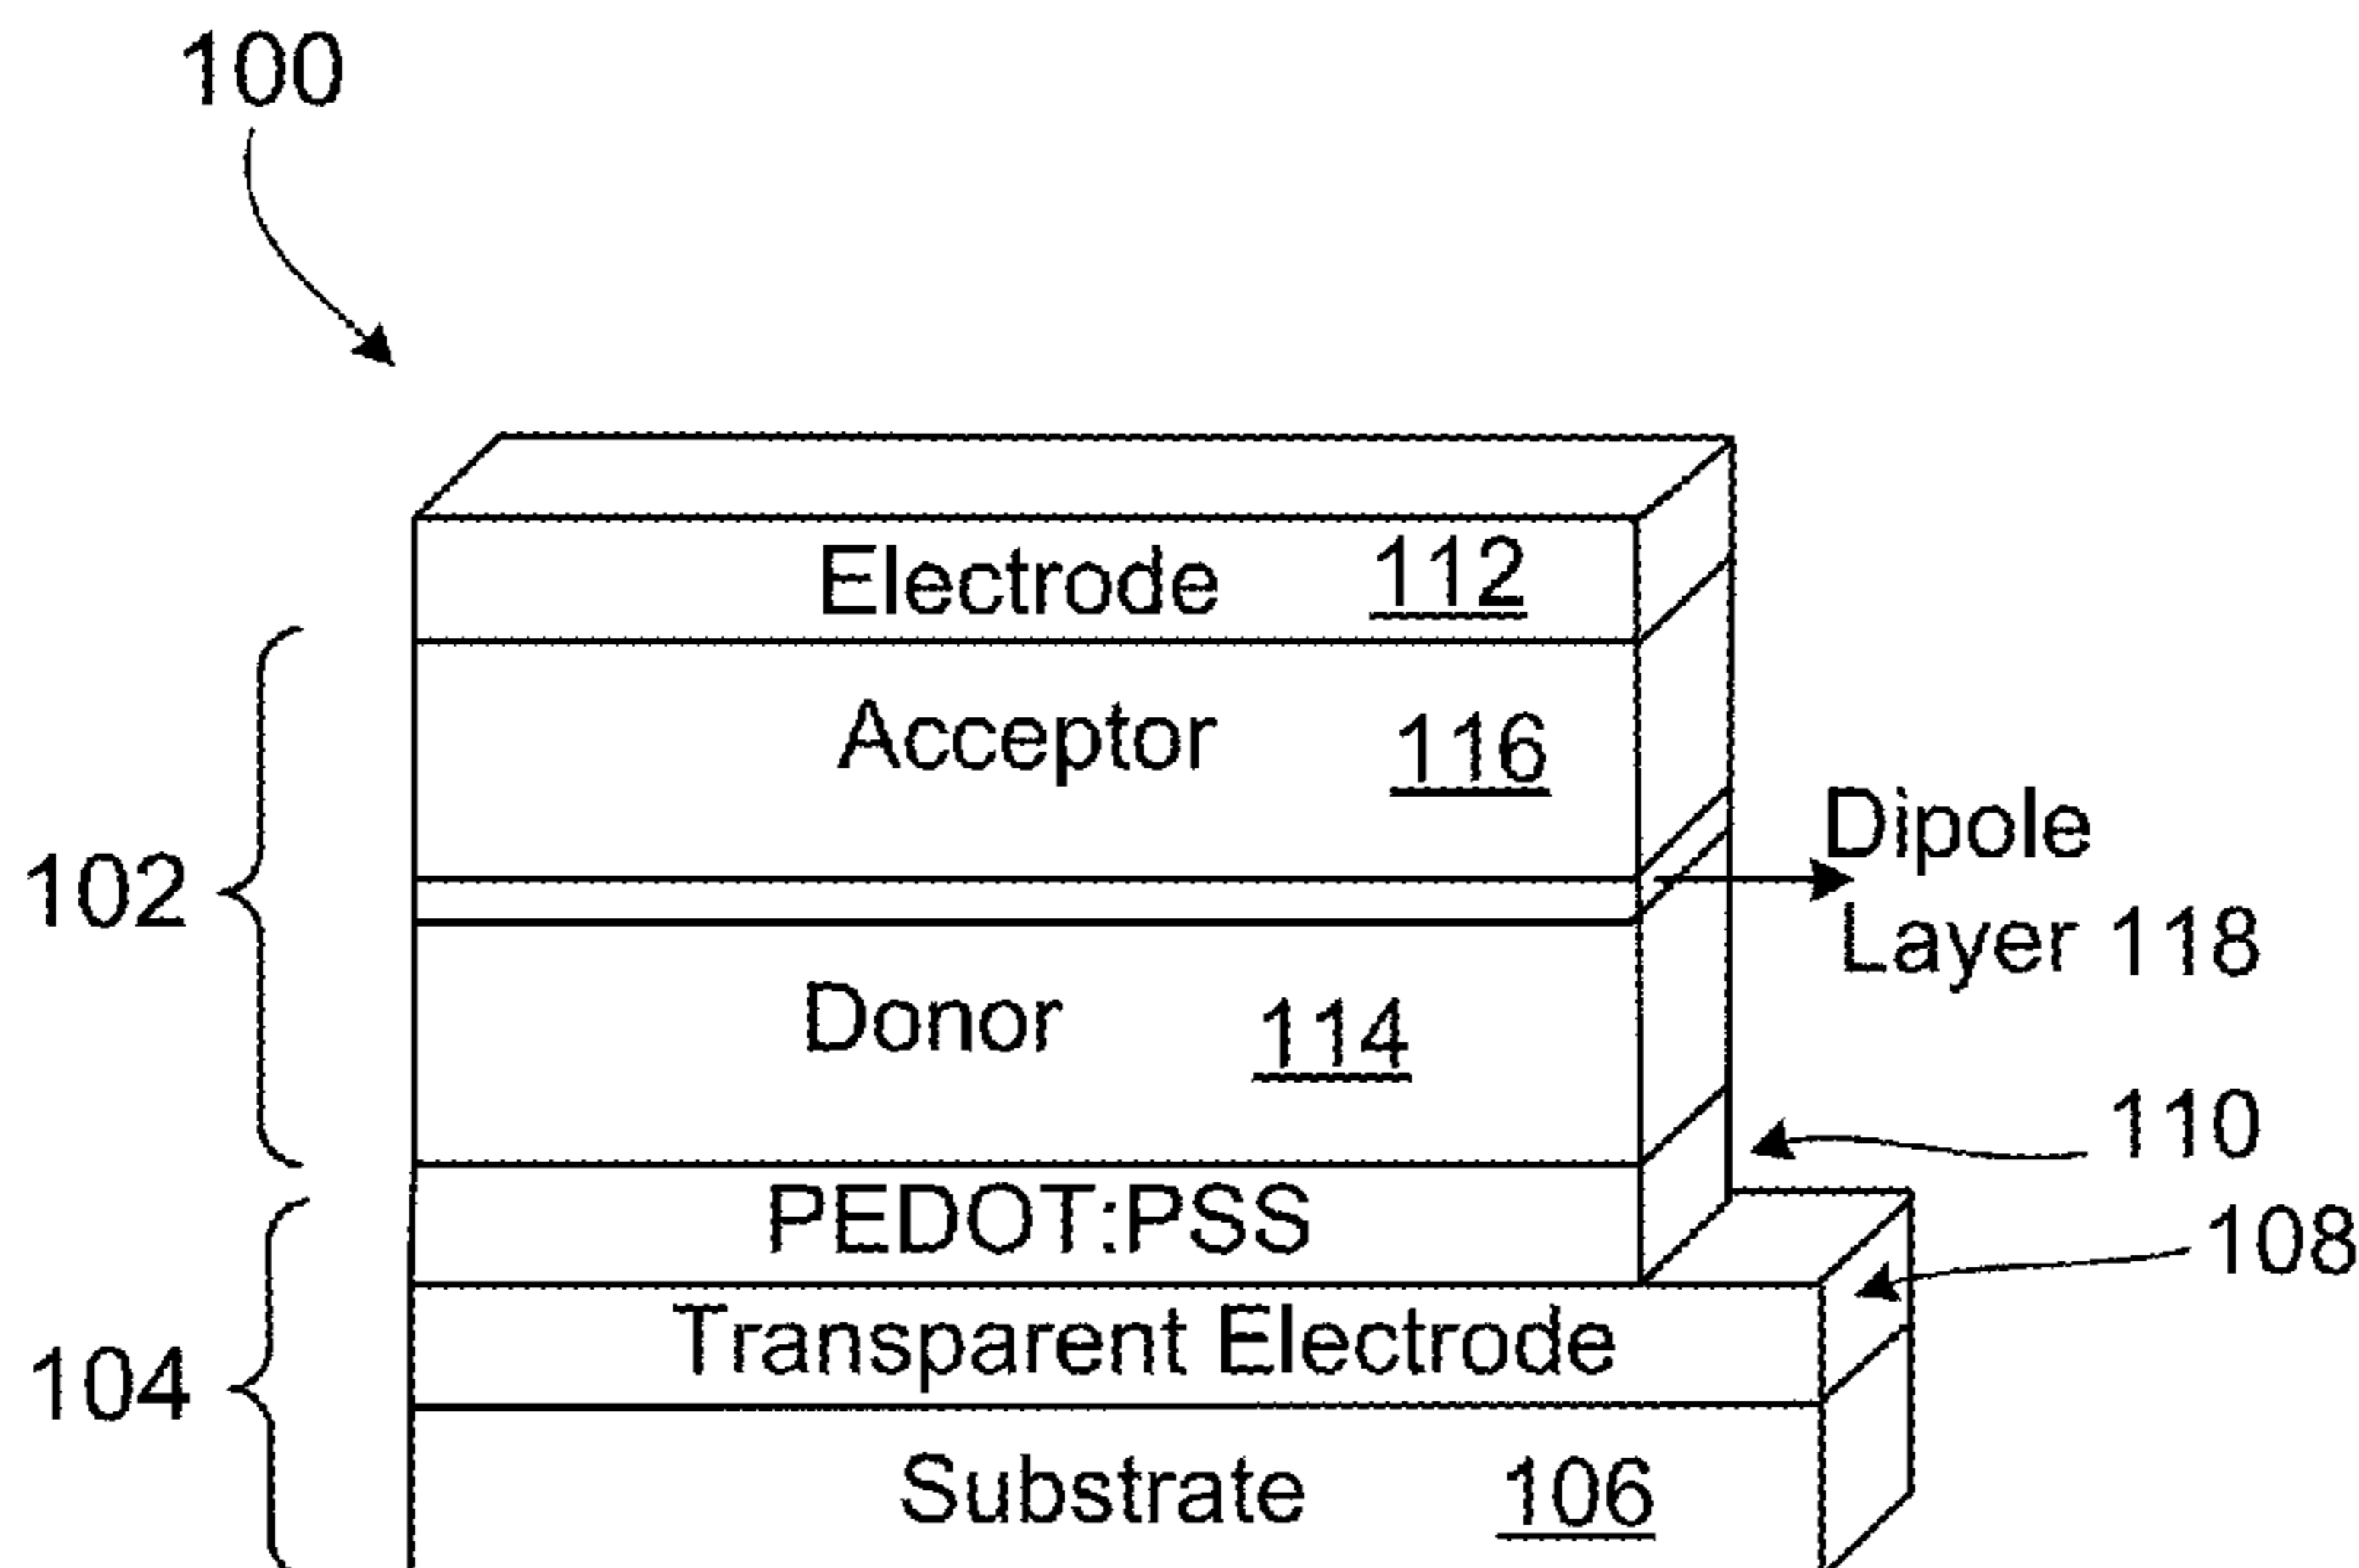 100
Electrode 112
Acceptor 116
Dipole
Layer 118
102
Donor 114
110
PEDOT:PSS
108
Transparent Electrode
104
Substrate 106